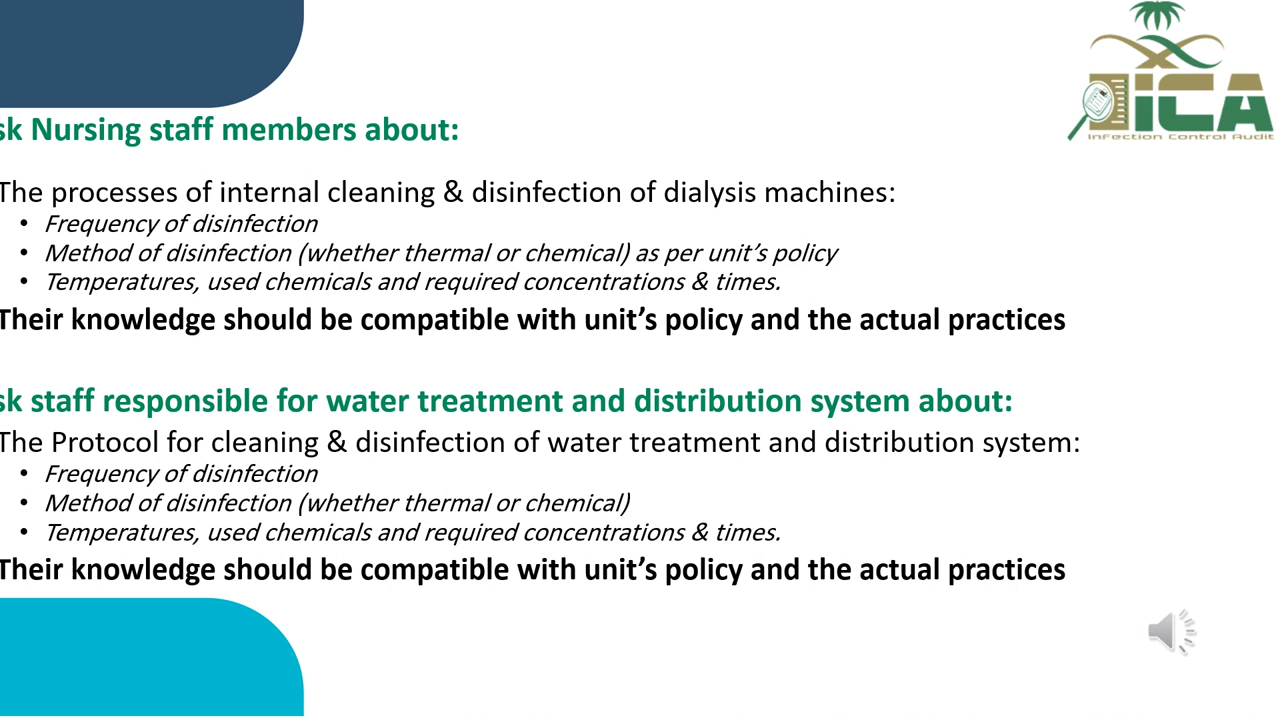 ICA
Infection Control Audit
sk Nursing staff members about:
The processes of internal cleaning & disinfection of dialysis machines:
• Frequency of disinfection
• Method of disinfection (whether thermal or chemical) as per unit’s policy
• Temperatures, used chemicals and required concentrations & times.
Their knowledge should be compatible with unit’s policy and the actual practices
sk staff responsible for water treatment and distribution system about:
The Protocol for cleaning & disinfection of water treatment and distribution system:
• Frequency of disinfection
• Method of disinfection (whether thermal or chemical)
• Temperatures, used chemicals and required concentrations & times.
Their knowledge should be compatible with unit’s policy and the actual practices